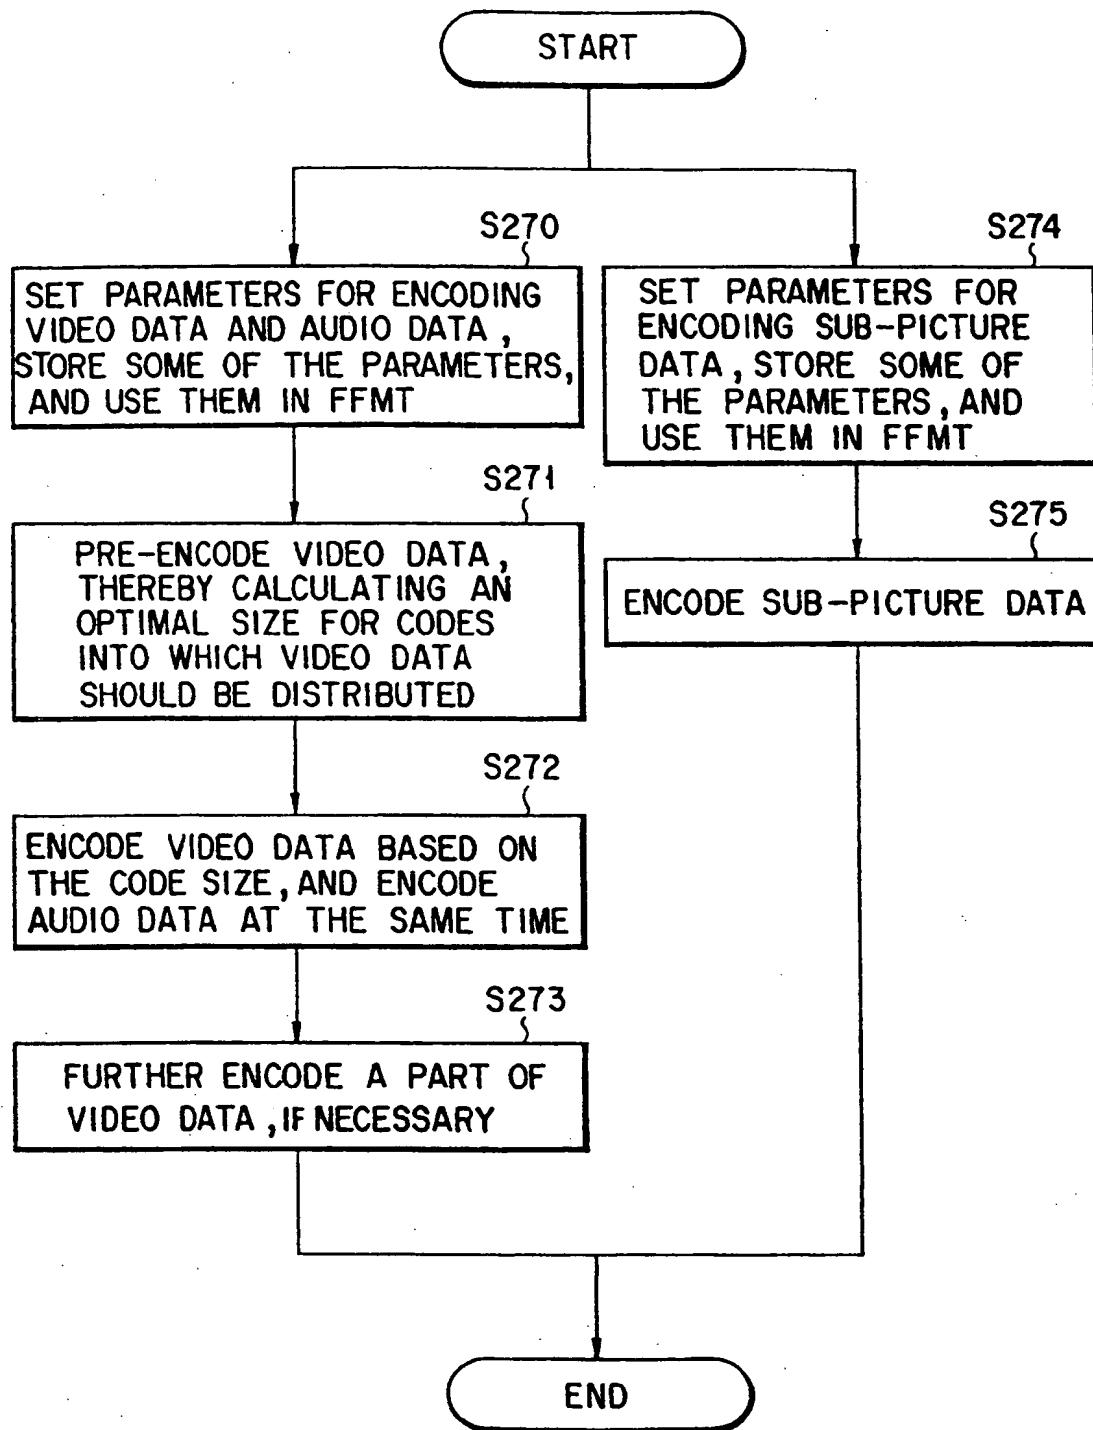 START
S270
SET PARAMETERS FOR ENCODING
VIDEO DATA AND AUDIO DATA,
STORE SOME OF THE PARAMETERS,
AND USE THEM IN FFMT
S271
PRE-ENCODE VIDEO DATA,
THEREBY CALCULATING AN
OPTIMAL SIZE FOR CODES
INTO WHICH VIDEO DATA
SHOULD BE DISTRIBUTED
S272
ENCODE VIDEO DATA BASED ON
THE CODE SIZE, AND ENCODE
AUDIO DATA AT THE SAME TIME
S273
FURTHER ENCODE A PART OF
VIDEO DATA, IF NECESSARY
S274
SET PARAMETERS FOR
ENCODING SUB-PICTURE
DATA, STORE SOME OF
THE PARAMETERS, AND
USE THEM IN FFMT
S275
ENCODE SUB-PICTURE DATA
END